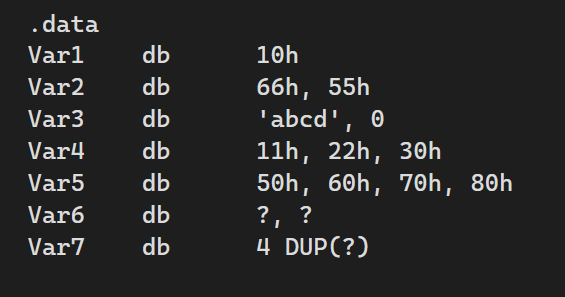 .data
Var1 db 10h
Var2 db 66h, 55h
Var3 db 'abcd', 0
Var4 db 11h, 22h, 30h
Var5 db 50h, 60h, 70h, 80h
Var6 db ?, ?
Var7 db 4 DUP(?)